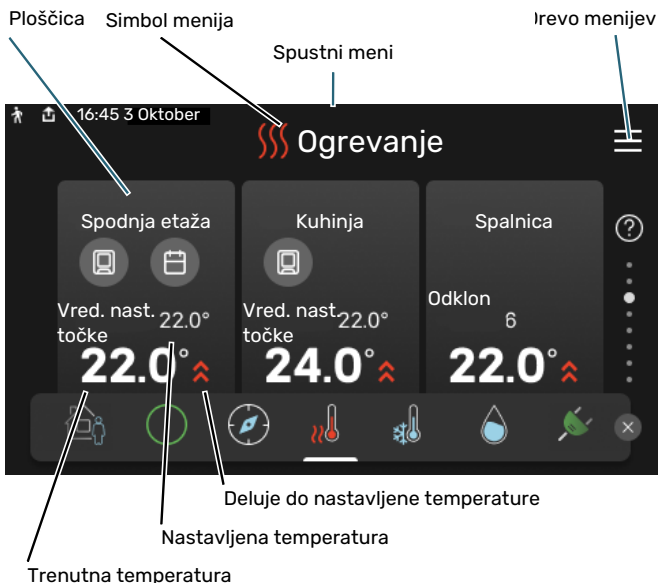 Ploščica
Simbol menija
Spustni meni
Drevo menijev
16:45 3 Oktober
Ogrevanje
Spodnja etaža
Vred. nast.
točke
22.0°
22.0°
Kuhinja
Vred. nast.
točke
22.0°
24.0°
Spalnica
Odklon
6
22.0°
?
Deluje do nastavljene temperature
Nastavljena temperatura
Trenutna temperatura